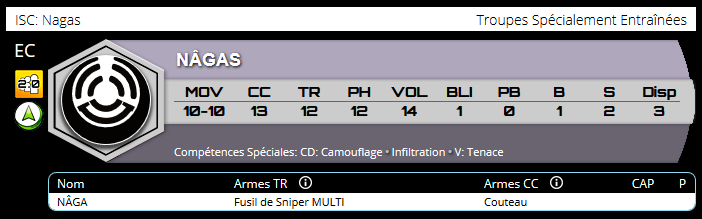 ISC: Nagas Troupes Spécialement Entraînées
EC
NÂGAS
MOV CC TR PH VOL BLI PB B S Disp
10-10 13 12 12 14 1 0 1 2 3
Compétences Spéciales: CD: Camouflage • Infiltration • V: Tenace
Nom Armes TR Armes CC CAP P
NÂGA Fusil de Sniper MULTI Couteau